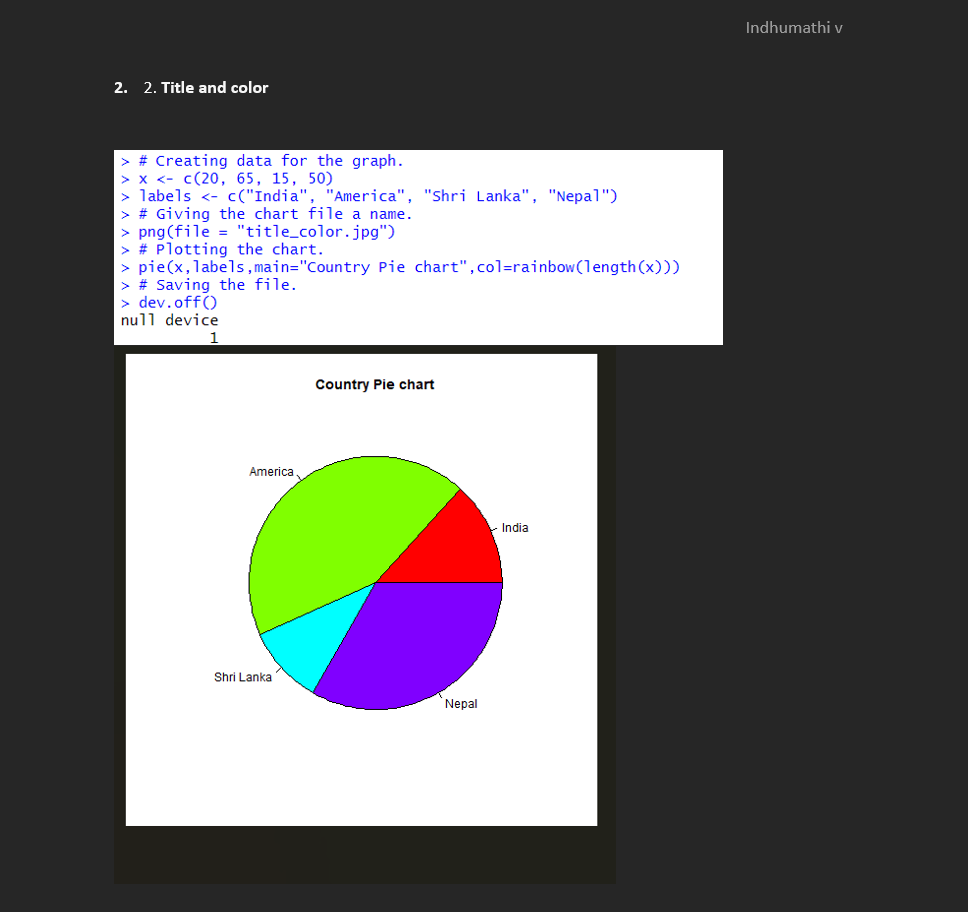 Indhumathi v
2. 2. Title and color
> # Creating data for the graph.
> x <- c(20, 65, 15, 50)
> labels <- c("India", "America", "Shri Lanka", "Nepal")
> # Giving the chart file a name.
> png(file = "title_color.jpg")
> # Plotting the chart.
> pie(x,labels,main="Country Pie chart",col=rainbow(length(x)))
> # Saving the file.
> dev.off()
null device
          1
Country Pie chart
America
India
Shri Lanka
Nepal